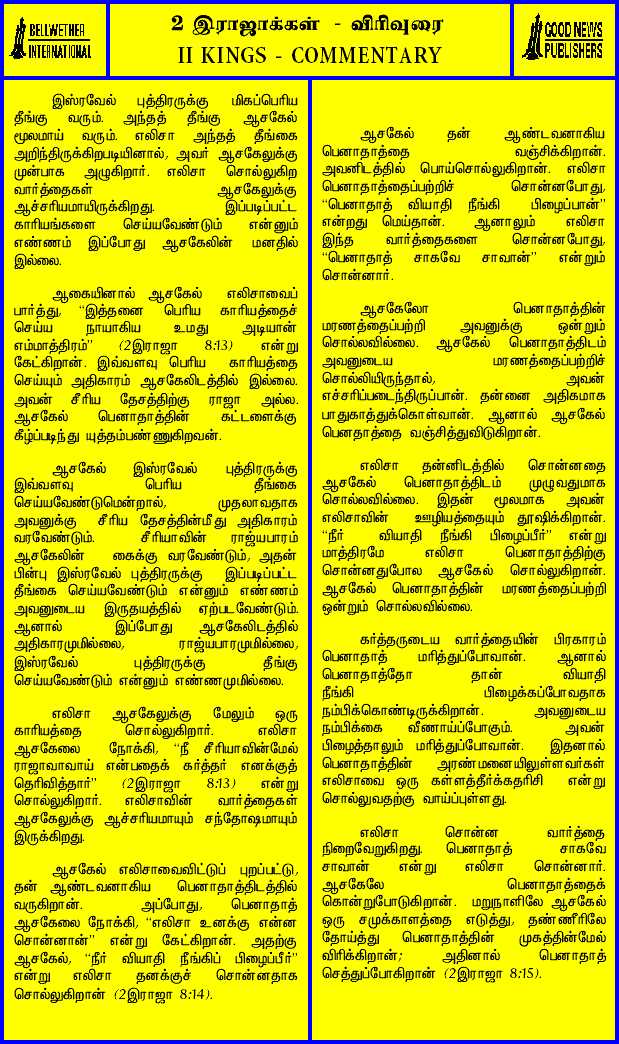 BELLWETHER
INTERNATIONAL
2 இராஜாக்கள் - விரிவுரை
II KINGS - COMMENTARY
GOOD NEWS
PUBLISHERS
இஸ்ரவேல் புத்திரருக்கு மிகப்பெரிய
தீங்கு வரும். அந்தத் தீங்கு ஆசகேல்
மூலமாய் வரும். எலிசா அந்தத் தீங்கை
அறிந்திருக்கிறபடியினால், அவர் ஆசகேலுக்கு
முன்பாக அழுகிறார். எலிசா சொல்லுகிற
வார்த்தைகள் ஆசகேலுக்கு
ஆச்சரியமாயிருக்கிறது. இப்படிப்பட்ட
காரியங்களை செய்யவேண்டும் என்னும்
எண்ணம் இப்போது ஆசகேலின் மனதில்
இல்லை.
ஆகையினால் ஆசகேல் எலிசாவைப்
பார்த்து, “இத்தனை பெரிய காரியத்தைச்
செய்ய நாயாகிய உமது அடியான்
எம்மாத்திரம்” (2இராஜா 8:13) என்று
கேட்கிறான். இவ்வளவு பெரிய காரியத்தை
செய்யும் அதிகாரம் ஆசகேலிடத்தில் இல்லை.
அவன் சீரிய தேசத்திற்கு ராஜா அல்ல.
ஆசகேல் பெனாதாத்தின் கட்டளைக்கு
கீழ்ப்படிந்து யுத்தம்பண்ணுகிறவன்.
ஆசகேல் இஸ்ரவேல் புத்திரருக்கு
இவ்வளவு பெரிய தீங்கை
செய்யவேண்டுமென்றால், முதலாவதாக
அவனுக்கு சீரிய தேசத்தின்மீது அதிகாரம்
வரவேண்டும். சீரியாவின் ராஜ்யபாரம்
ஆசகேலின் கைக்கு வரவேண்டும், அதன்
பின்பு இஸ்ரவேல் புத்திரருக்கு இப்படிப்பட்ட
தீங்கை செய்யவேண்டும் என்னும் எண்ணம்
அவனுடைய இருதயத்தில் ஏற்படவேண்டும்.
ஆனால் இப்போது ஆசகேலிடத்தில்
அதிகாரமுமில்லை, ராஜ்யபாரமுமில்லை,
இஸ்ரவேல் புத்திரருக்கு தீங்கு
செய்யவேண்டும் என்னும் எண்ணமுமில்லை.
எலிசா ஆசகேலுக்கு மேலும் ஒரு
காரியத்தை சொல்லுகிறார். எலிசா
ஆசகேலை நோக்கி, “நீ சீரியாவின்மேல்
ராஜாவாவாய் என்பதைக் கர்த்தர் எனக்குத்
தெரிவித்தார்” (2இராஜா 8:13) என்று
சொல்லுகிறார். எலிசாவின் வார்த்தைகள்
ஆசகேலுக்கு ஆச்சரியமாயும் சந்தோஷமாயும்
இருக்கிறது.
ஆசகேல் எலிசாவைவிட்டுப் புறப்பட்டு,
தன் ஆண்டவனாகிய பெனாதாத்திடத்தில்
வருகிறான். அப்போது, பெனாதாத்
ஆசகேலை நோக்கி, “எலிசா உனக்கு என்ன
சொன்னான்” என்று கேட்கிறான். அதற்கு
ஆசகேல், “நீர் வியாதி நீங்கிப் பிழைப்பீர்”
என்று எலிசா தனக்குச் சொன்னதாக
சொல்லுகிறான் (2இராஜா 8:14).
ஆசகேல் தன் ஆண்டவனாகிய
பெனாதாத்தை வஞ்சிக்கிறான்.
அவனிடத்தில் பொய்சொல்லுகிறான். எலிசா
பெனாதாத்தைப்பற்றிச் சொன்னபோது,
“பெனாதாத் வியாதி நீங்கி பிழைப்பான்”
என்றது மெய்தான். ஆனாலும் எலிசா
இந்த வார்த்தைகளை சொன்னபோது,
“பெனாதாத் சாகவே சாவான்” என்றும்
சொன்னார்.
ஆசகேலோ பெனாதாத்தின்
மரணத்தைப்பற்றி அவனுக்கு ஒன்றும்
சொல்லவில்லை. ஆசகேல் பெனாதாத்திடம்
அவனுடைய மரணத்தைப்பற்றிச்
சொல்லியிருந்தால், அவன்
எச்சரிப்படைந்திருப்பான். தன்னை அதிகமாக
பாதுகாத்துக்கொள்வான். ஆனால் ஆசகேல்
பெனதாத்தை வஞ்சித்துவிடுகிறான்.
எலிசா தன்னிடத்தில் சொன்னதை
ஆசகேல் பெனாதாத்திடம் முழுவதுமாக
சொல்லவில்லை. இதன் மூலமாக அவன்
எலிசாவின் ஊழியத்தையும் தூஷிக்கிறான்.
“நீர் வியாதி நீங்கி பிழைப்பீர்” என்று
மாத்திரமே எலிசா பெனாதாத்திற்கு
சொன்னதுபோல ஆசகேல் சொல்லுகிறான்.
ஆசகேல் பெனாதாத்தின் மரணத்தைப்பற்றி
ஒன்றும் சொல்லவில்லை.
கர்த்தருடைய வார்த்தையின் பிரகாரம்
பெனாதாத் மரித்துப்போவான். ஆனால்
பெனாதாத்தோ தான் வியாதி
நீங்கி பிழைக்கப்போவதாக
நம்பிக்கொண்டிருக்கிறான். அவனுடைய
நம்பிக்கை வீணாய்ப்போகும். அவன்
பிழைத்தாலும் மரித்துப்போவான். இதனால்
பெனாதாத்தின் அரண்மனையிலுள்ளவர்கள்
எலிசாவை ஒரு கள்ளத்தீர்க்கதரிசி என்று
சொல்லுவதற்கு வாய்ப்புள்ளது.
எலிசா சொன்ன வார்த்தை
நிறைவேறுகிறது. பெனாதாத் சாகவே
சாவான் என்று எலிசா சொன்னார்.
ஆசகேலே பெனாதாத்தைக்
கொன்றுபோடுகிறான். மறுநாளிலே ஆசகேல்
ஒரு சமுக்காளத்தை எடுத்து, தண்ணீரிலே
தோய்த்து பெனாதாத்தின் முகத்தின்மேல்
விரிக்கிறான்; அதினால் பெனாதாத்
செத்துப்போகிறான் (2இராஜா 8:15).